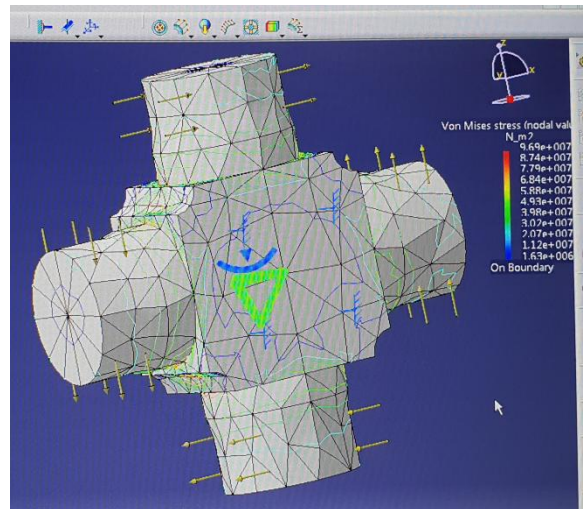 z
x
y
Von Mises stress (nodal valu
N_m2
9.69e+007
8.74e+007
7.79e+007
6.84e+007
5.88e+007
4.93e+007
3.98e+007
3.02e+007
2.07e+007
1.12e+007
1.63e+006
On Boundary